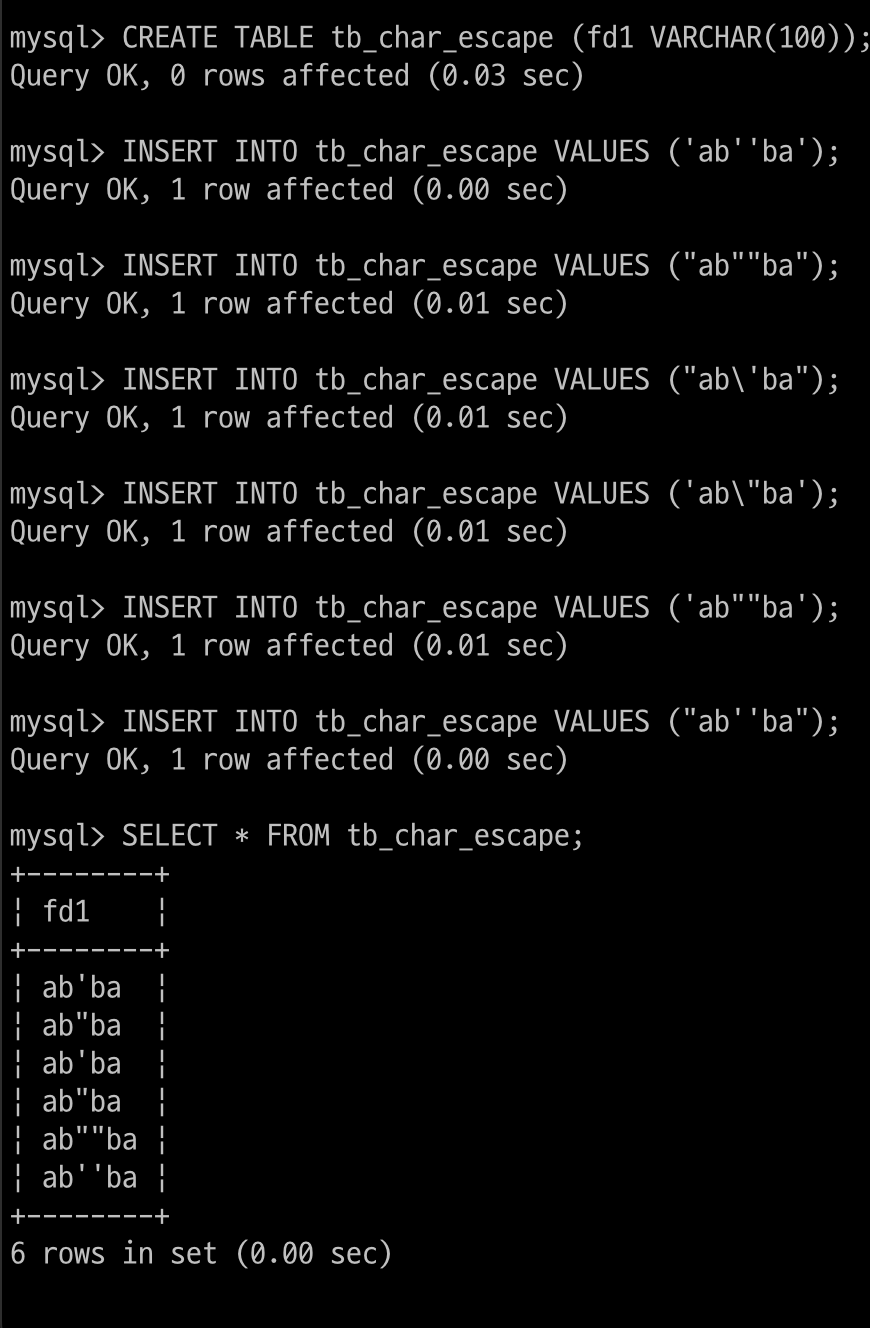 mysql> CREATE TABLE tb_char_escape (fd1 VARCHAR(100));
Query OK, 0 rows affected (0.03 sec)

mysql> INSERT INTO tb_char_escape VALUES ('ab''ba');
Query OK, 1 row affected (0.00 sec)

mysql> INSERT INTO tb_char_escape VALUES ("ab""ba");
Query OK, 1 row affected (0.01 sec)

mysql> INSERT INTO tb_char_escape VALUES ("ab\'ba");
Query OK, 1 row affected (0.01 sec)

mysql> INSERT INTO tb_char_escape VALUES ('ab\"ba');
Query OK, 1 row affected (0.01 sec)

mysql> INSERT INTO tb_char_escape VALUES ('ab""ba');
Query OK, 1 row affected (0.01 sec)

mysql> INSERT INTO tb_char_escape VALUES ("ab''ba");
Query OK, 1 row affected (0.00 sec)

mysql> SELECT * FROM tb_char_escape;
+--------+
¦ fd1    ¦
+--------+
¦ ab'ba  ¦
¦ ab"ba  ¦
¦ ab'ba  ¦
¦ ab"ba  ¦
¦ ab""ba ¦
¦ ab''ba ¦
+--------+
6 rows in set (0.00 sec)